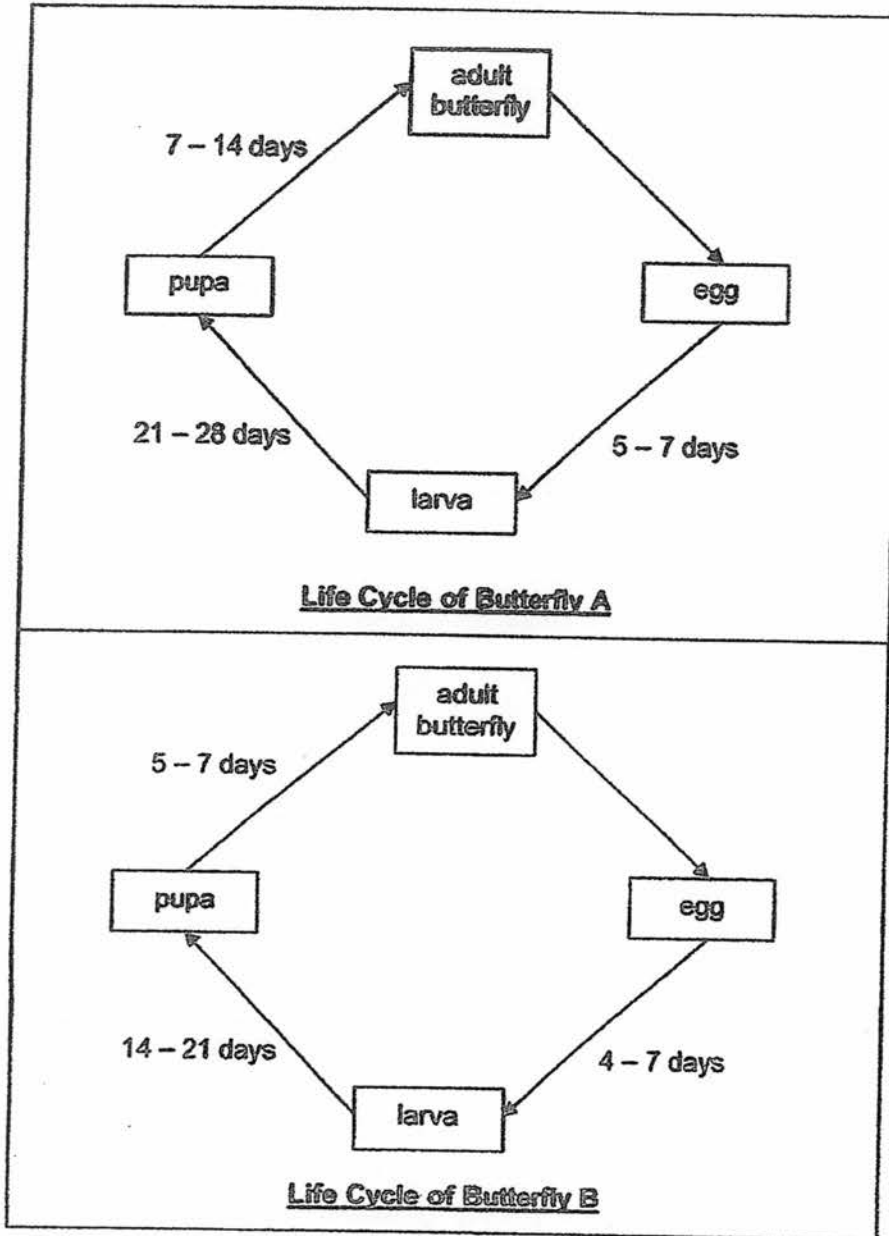 adult
butterfly
7 – 14 days
pupa
egg
21 – 28 days
5 – 7 days
larva
Life Cycle of Butterfly A
adult
butterfly
5 – 7 days
pupa
egg
14 – 21 days
4 – 7 days
larva
Life Cycle of Butterfly B